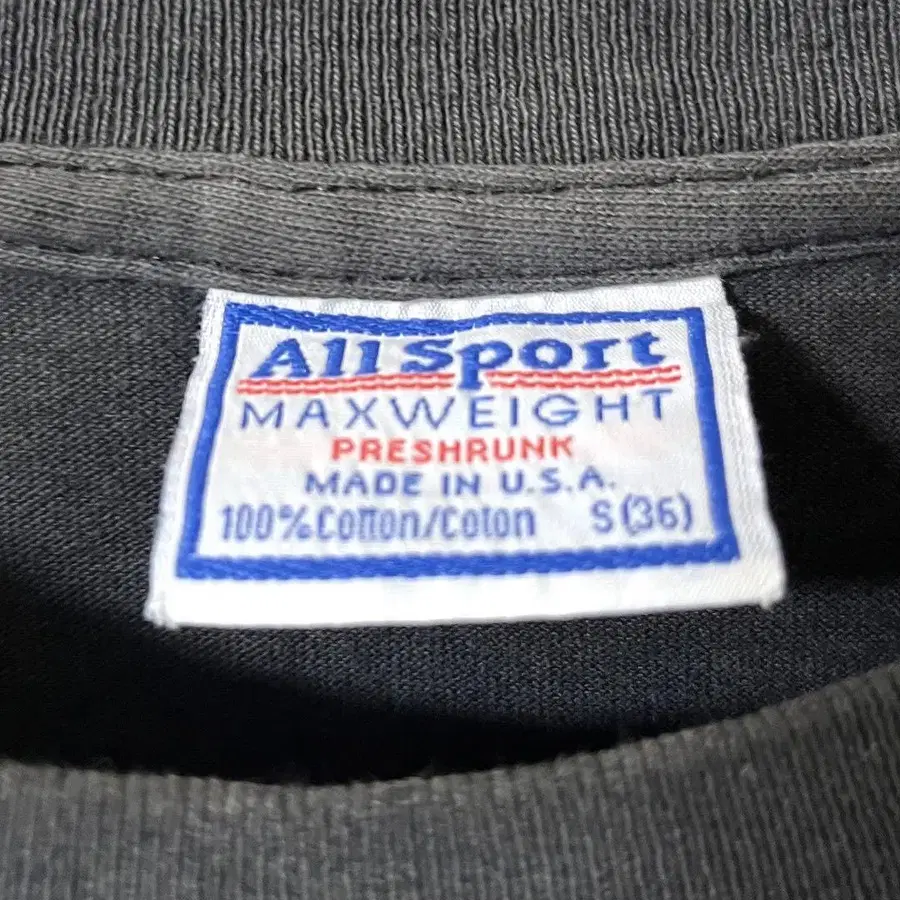 All Sport
MAXWEIGHT
PRESHRUNK
MADE IN U.S.A.
100% Cotton/Coton S(36)